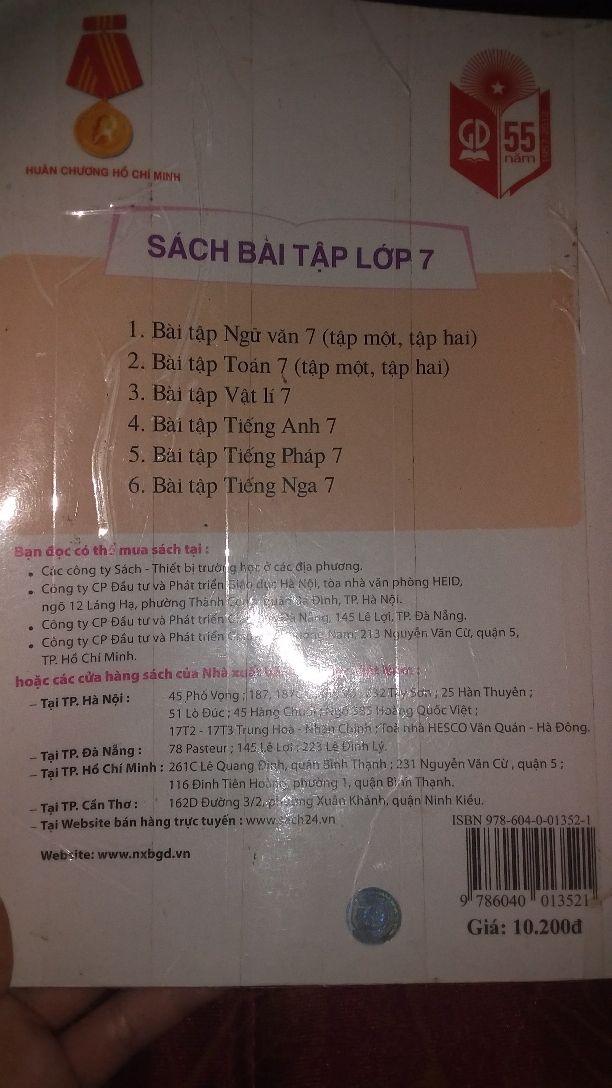 HUÂN CHƯƠNG HỒ CHÍ MINH
GD 55
năm
SÁCH BÀI TẬP LỚP 7
1. Bài tập Ngữ văn 7 (tập một, tập hai)
2. Bài tập Toán 7 (tập một, tập hai)
3. Bài tập Vật lí 7
4. Bài tập Tiếng Anh 7
5. Bài tập Tiếng Pháp 7
6. Bài tập Tiếng Nga 7
Bạn đọc có thể mua sách tại :
• Các công ty Sách - Thiết bị trường học ở các địa phương.
• Công ty CP Đầu tư và Phát triển Giáo dục Hà Nội, tòa nhà văn phòng HEID,
ngõ 12 Láng Hạ, phường Thành Công, quận Ba Đình, TP. Hà Nội.
• Công ty CP Đầu tư và Phát triển Đà Nẵng, 145 Lê Lợi, TP. Đà Nẵng.
• Công ty CP Đầu tư và Phát triển Nam, 213 Nguyễn Văn Cừ, quận 5,
TP. Hồ Chí Minh.
hoặc các cửa hàng sách của Nhà xuất
– Tại TP. Hà Nội : 45 Phố Vọng ; 187, Tây Sơn ; 25 Hàn Thuyên ;
51 Lò Đúc ; 45 Hàng Chuối ; Ngõ 385 Hoàng Quốc Việt ;
17T2 - 17T3 Trung Hoà - Nhân Chính ; Toà nhà HESCO Văn Quán - Hà Đông.
– Tại TP. Đà Nẵng : 78 Pasteur ; 145 Lê Lợi ; 223 Lê Đình Lý.
– Tại TP. Hồ Chí Minh : 261C Lê Quang Định, quận Bình Thạnh ; 231 Nguyễn Văn Cừ, quận 5 ;
116 Đinh Tiên Hoàng, phường 1, quận Bình Thạnh.
– Tại TP. Cần Thơ : 162D Đường 3/2, phường Xuân Khánh, quận Ninh Kiều.
– Tại Website bán hàng trực tuyến : www.sach24.vn
Website: www.nxbgd.vn
ISBN 978-604-0-01352-1
9 786040 013521
Giá: 10.200đ